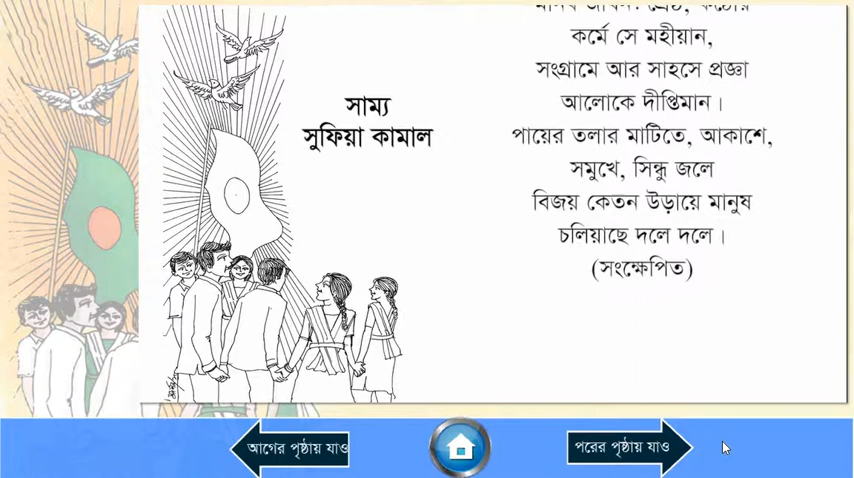 সাম্য
সুফিয়া কামাল
কর্মে সে মহীয়ান,
সংগ্রামে আর সাহসে প্রজ্ঞা
আলোকে দীপ্তিমান।
পায়ের তলার মাটিতে, আকাশে,
সমুখে, সিন্ধু জলে
বিজয় কেতন উড়ায়ে মানুষ
চলিয়াছে দলে দলে।
(সংক্ষেপিত)
আগের পৃষ্ঠায় যাও
পরের পৃষ্ঠায় যাও